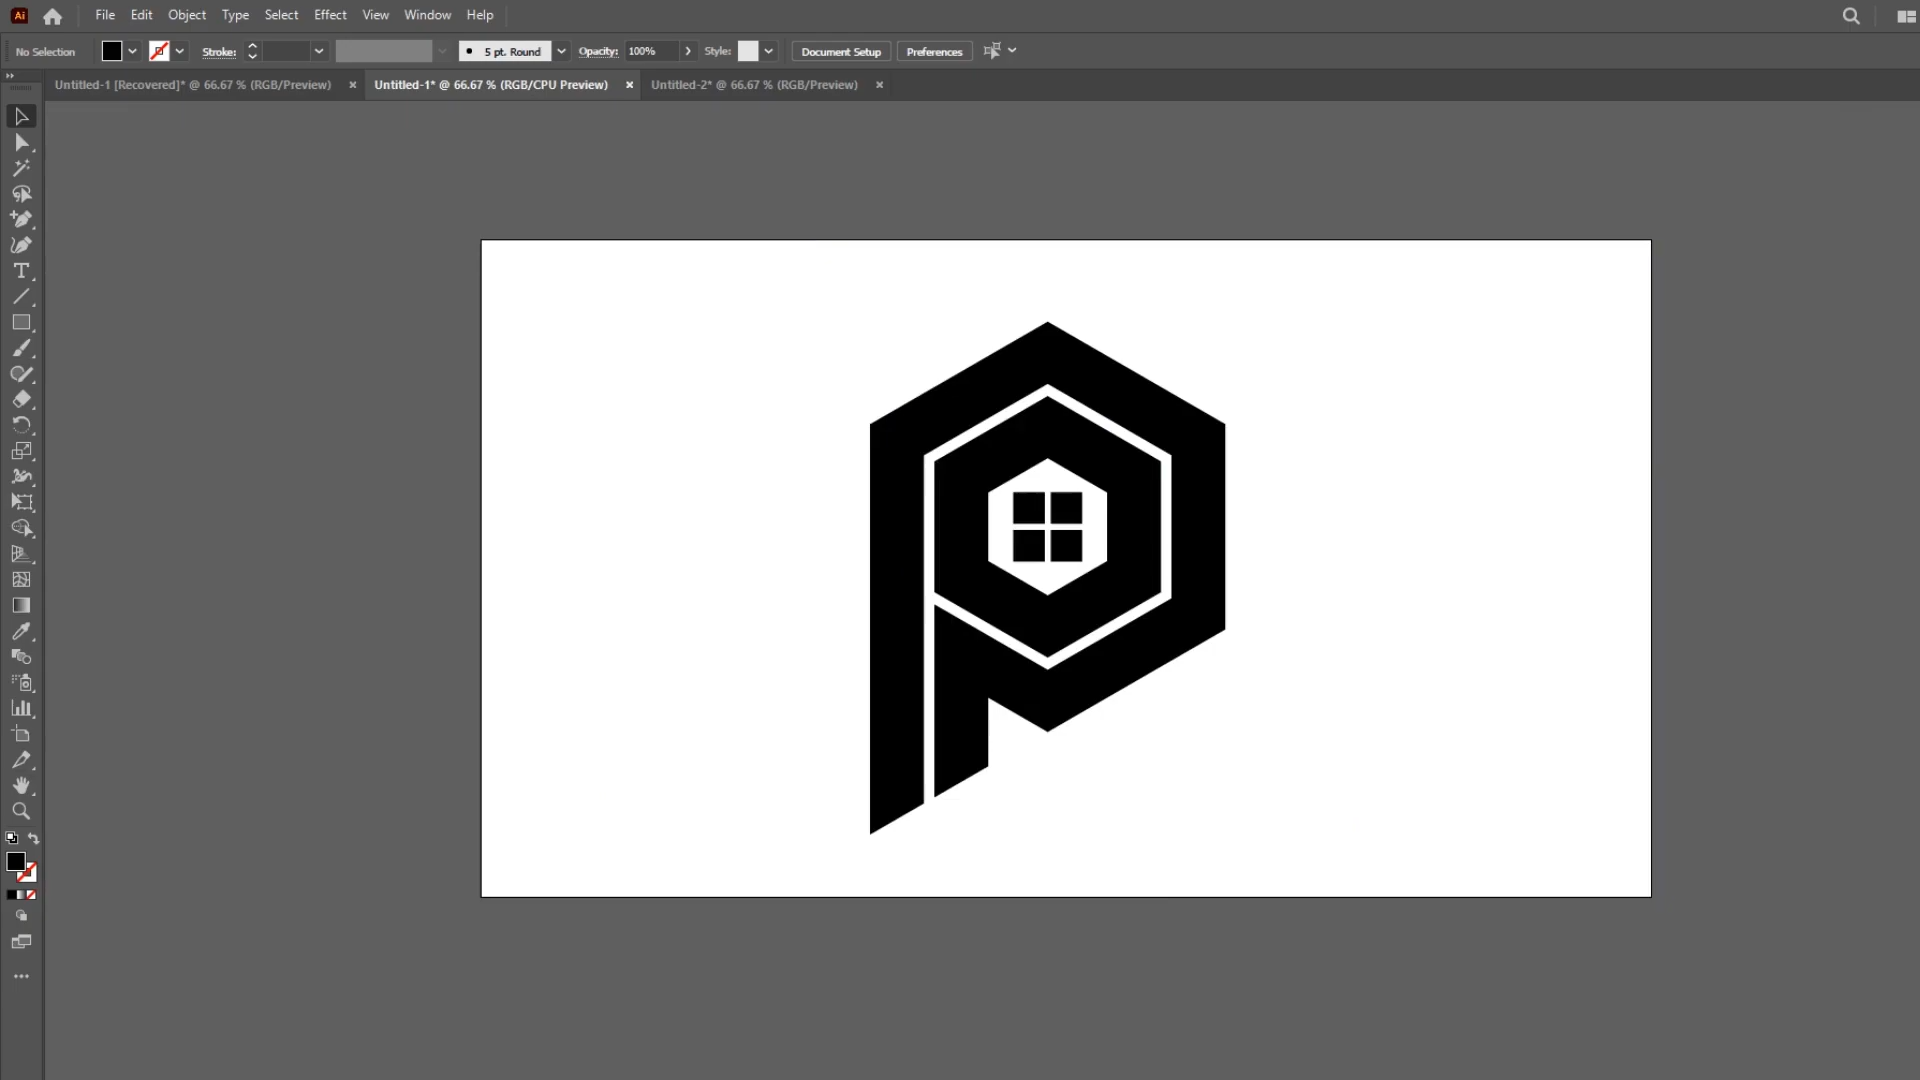 Ai File Edit Object Type Select Effect View Window Help
No Selection Stroke: 5 pt. Round Opacity: 100% Style: Document Setup Preferences
Untitled-1 [Recovered]* @ 66.67 % (RGB/Preview) Untitled-1* @ 66.67 % (RGB/CPU Preview) Untitled-2* @ 66.67 % (RGB/Preview)